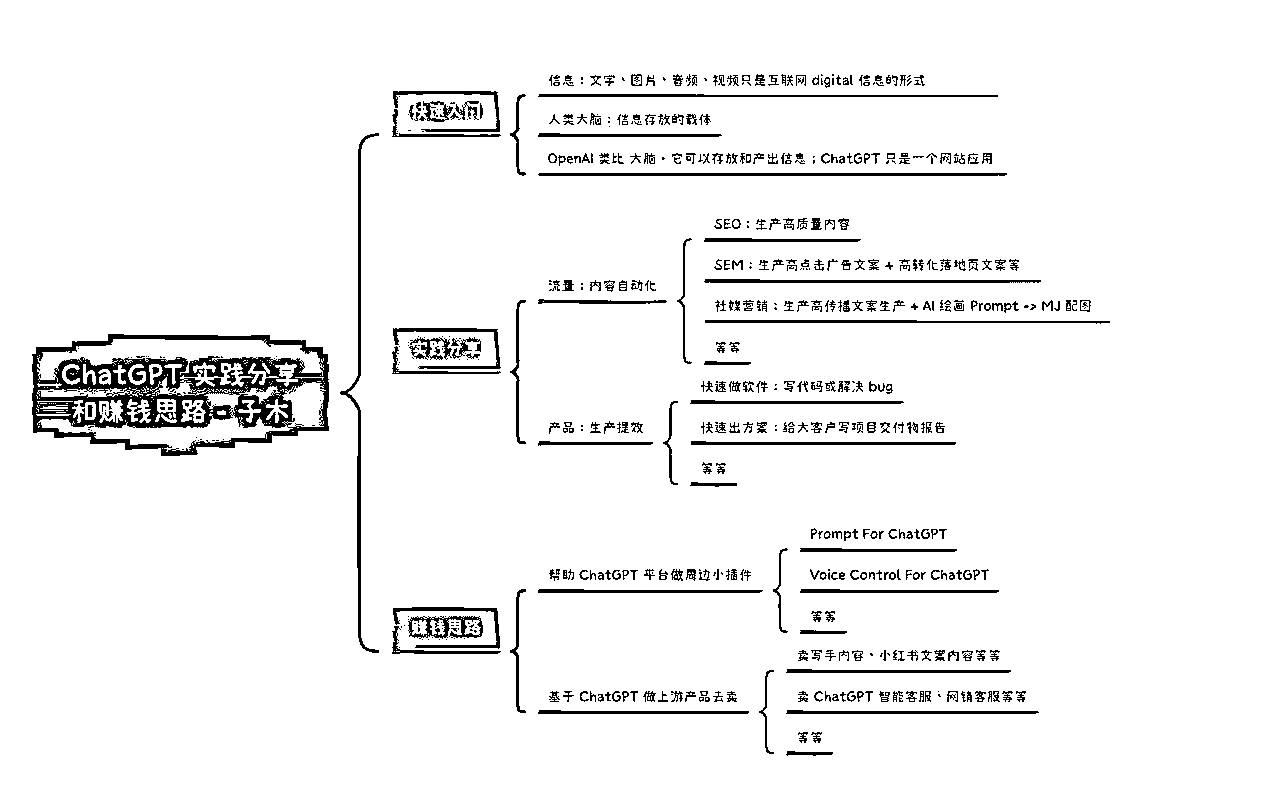 ChatGPT 实践分享
和赚钱思路 - 子木
快速入门
信息：文字、图片、音频、视频只是互联网 digital 信息的形式
人类大脑：信息存放的载体
OpenAI 类比 大脑，它可以存放和产出信息；ChatGPT 只是一个网站应用
实践分享
流量：内容自动化
SEO：生产高质量内容
SEM：生产高点击广告文案 + 高转化落地页文案等
社媒营销：生产高传播文案生产 + AI 绘画 Prompt -> MJ 配图
等等
产品：生产提效
快速做软件：写代码或解决 bug
快速出方案：给大客户写项目交付物报告
等等
赚钱思路
帮助 ChatGPT 平台做周边小插件
Prompt For ChatGPT
Voice Control For ChatGPT
等等
基于 ChatGPT 做上游产品去卖
卖写手内容、小红书文案内容等等
卖 ChatGPT 智能客服、网销客服等等
等等